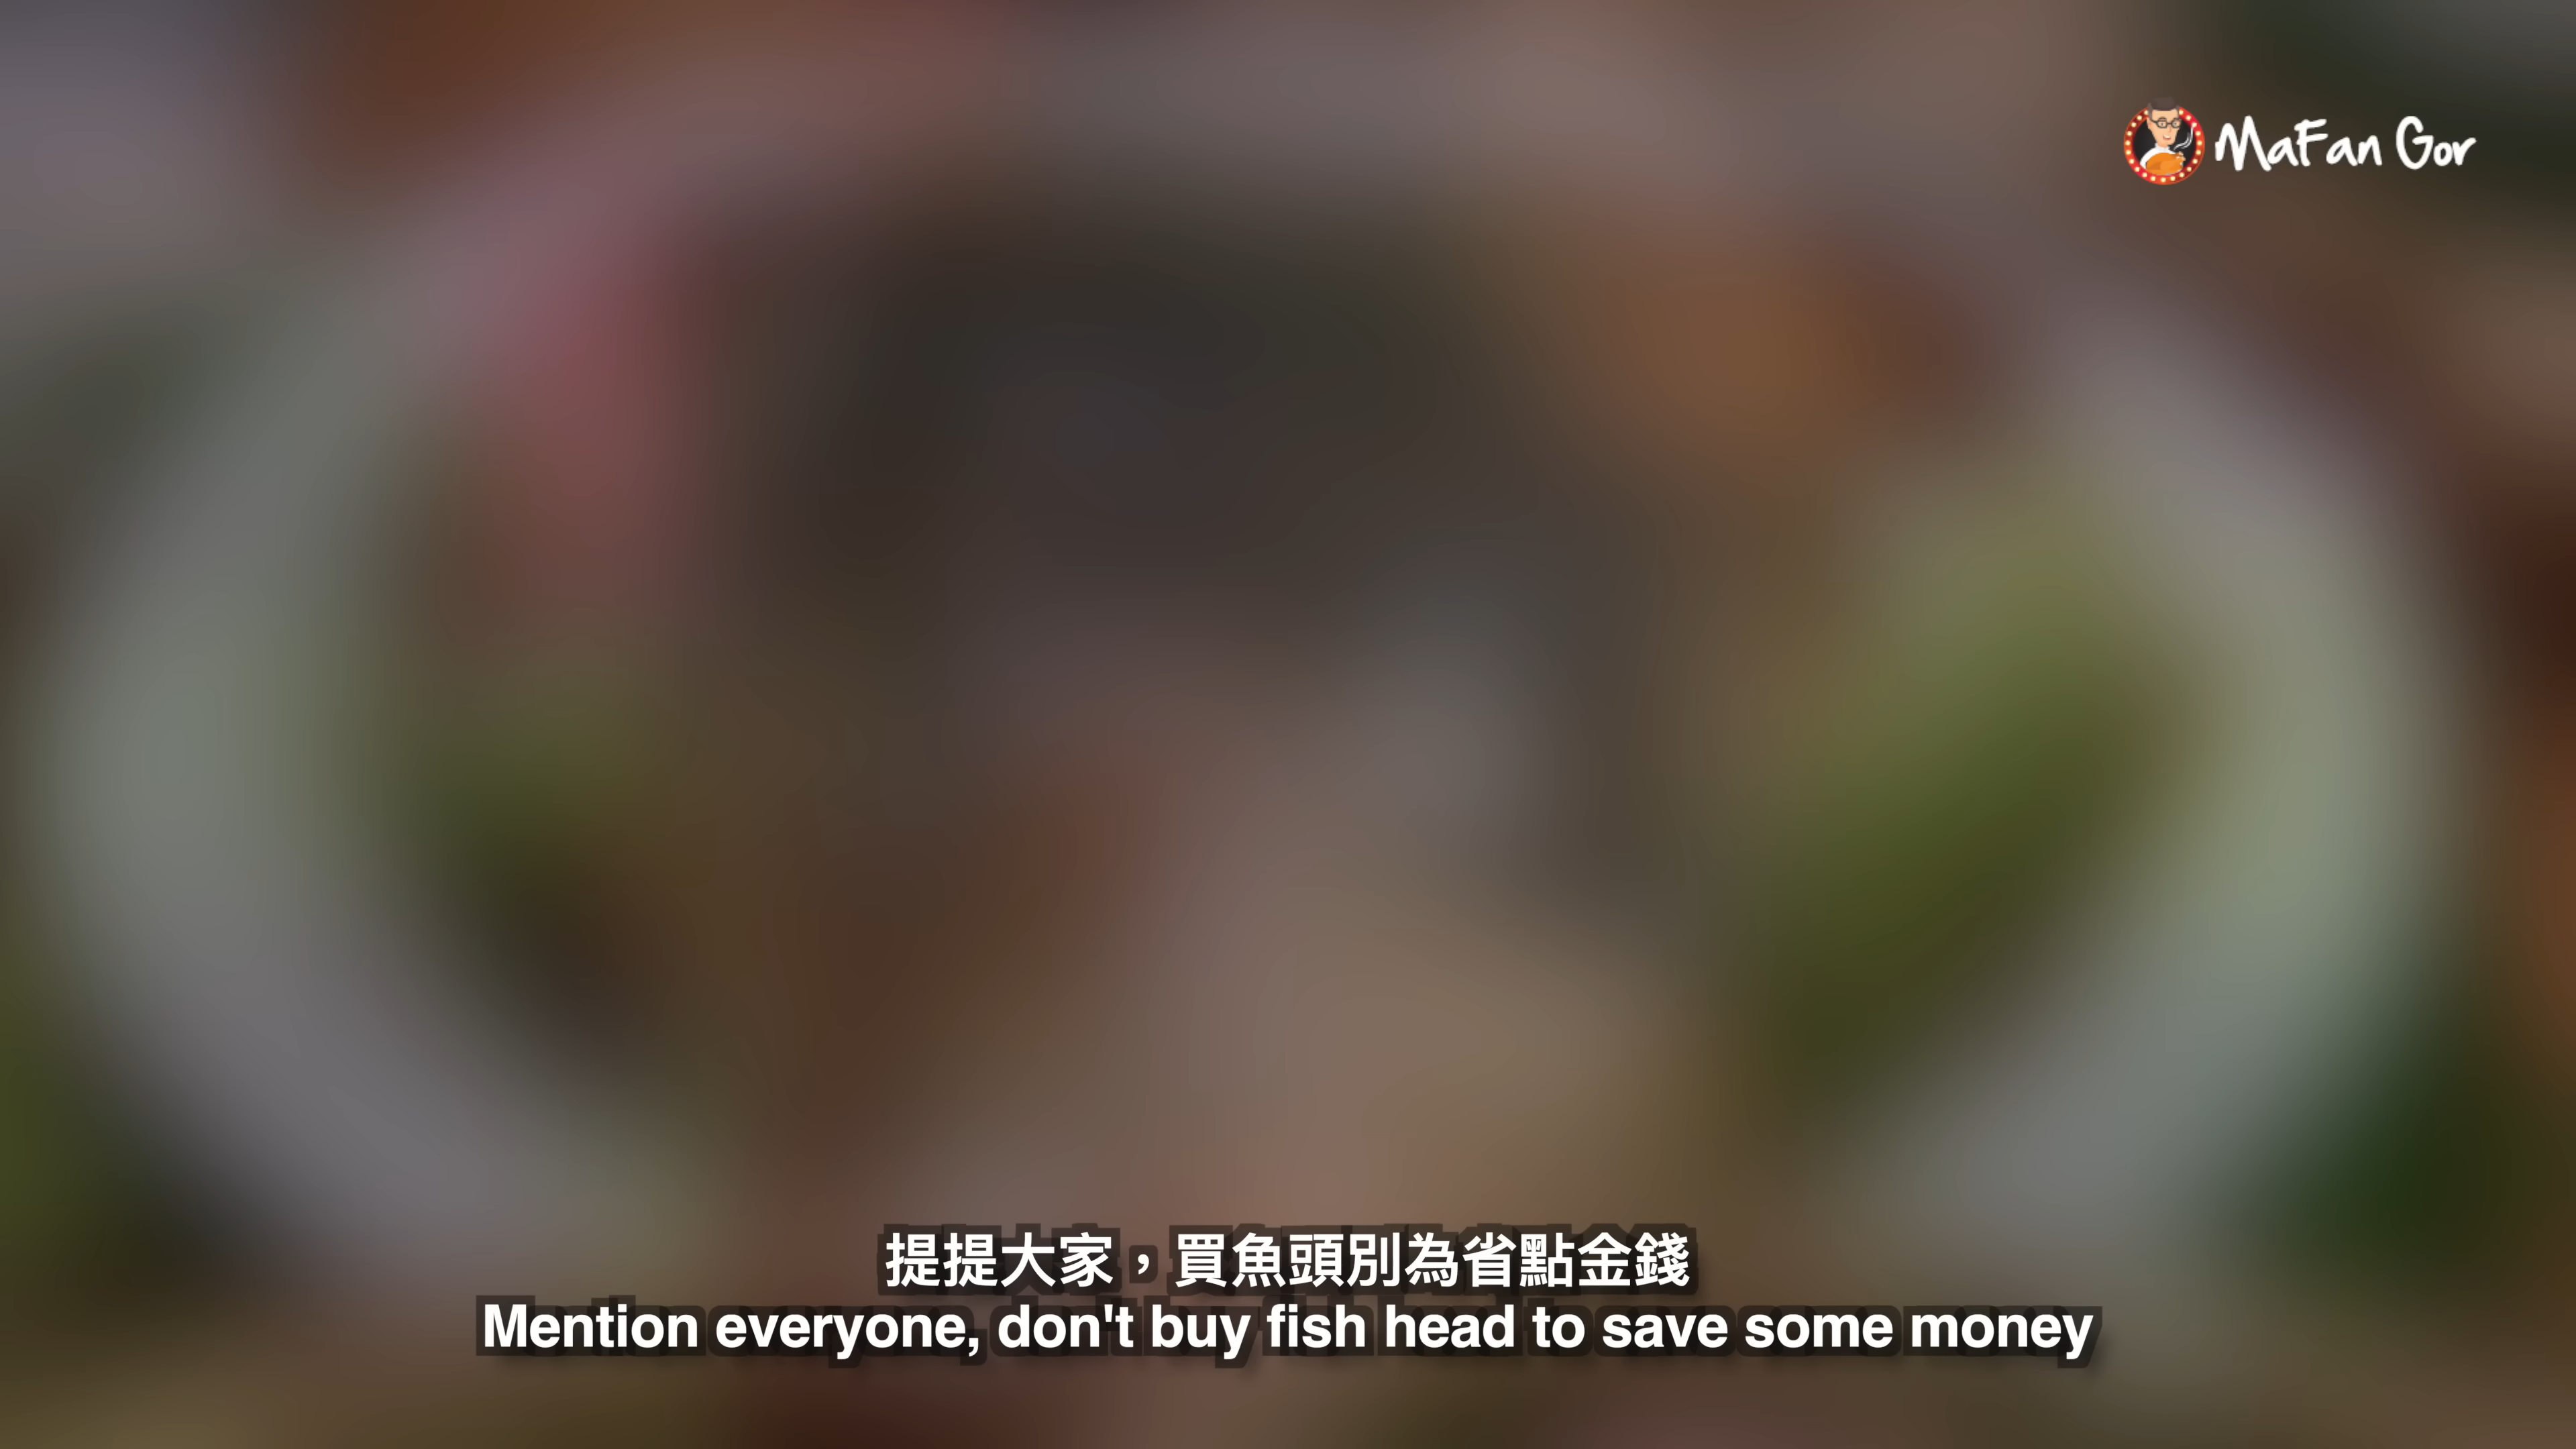 MaFan Gor
提提大家，買魚頭別為省點金錢
Mention everyone, don't buy fish head to save some money